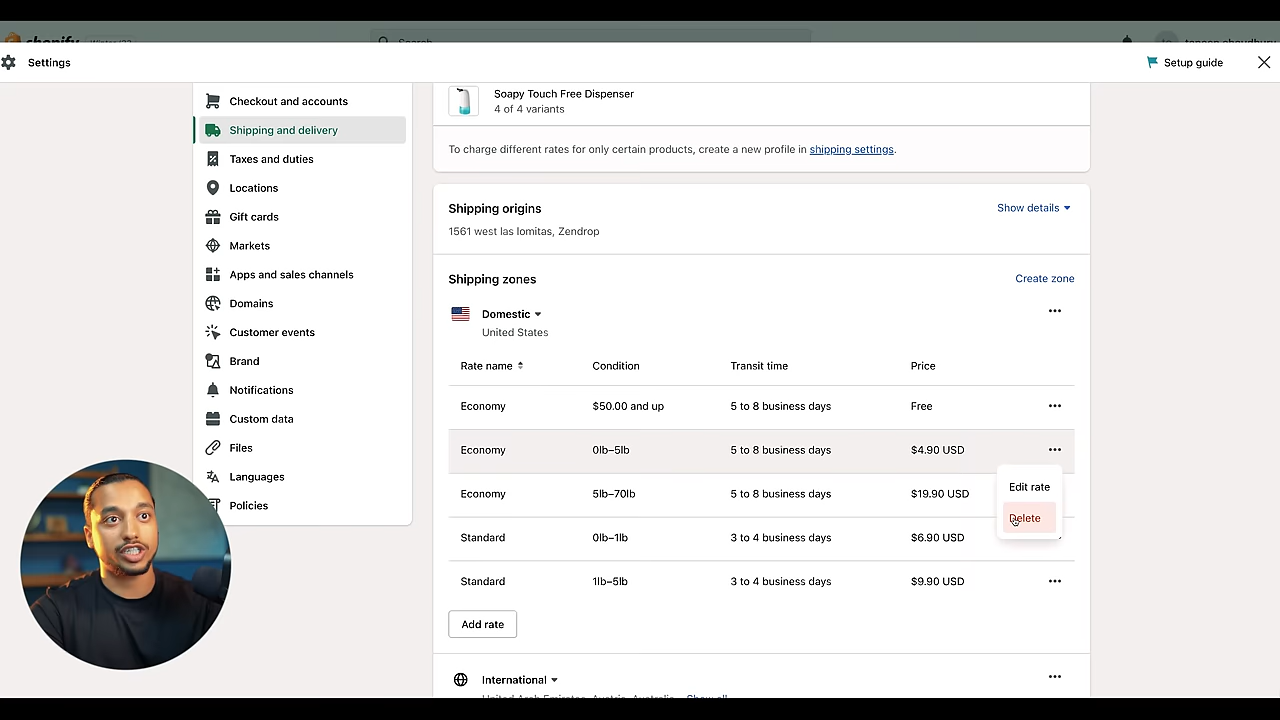 Settings
Setup guide
Checkout and accounts
Shipping and delivery
Taxes and duties
Locations
Gift cards
Markets
Apps and sales channels
Domains
Customer events
Brand
Notifications
Custom data
Files
Languages
Policies
Soapy Touch Free Dispenser
4 of 4 variants
To charge different rates for only certain products, create a new profile in shipping settings.
Shipping origins
Show details
1561 west las lomitas, Zendrop
Shipping zones
Create zone
Domestic
United States
Rate name Condition Transit time Price
Economy $50.00 and up 5 to 8 business days Free
Economy 0lb–5lb 5 to 8 business days $4.90 USD
Economy 5lb–70lb 5 to 8 business days $19.90 USD
Standard 0lb–1lb 3 to 4 business days $6.90 USD
Standard 1lb–5lb 3 to 4 business days $9.90 USD
Edit rate
Delete
Add rate
International